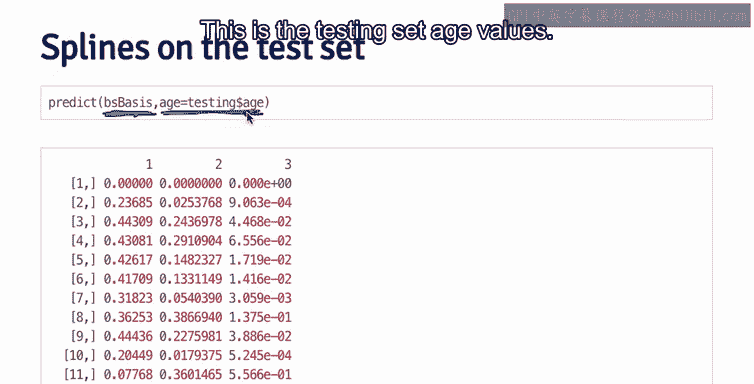 This is the testing set age values.
Splines on the test set
predict(bsBasis,age=testing$age)
1 2 3
[1,] 0.00000 0.0000000 0.000e+00
[2,] 0.23685 0.0253768 9.063e-04
[3,] 0.44309 0.2436978 4.468e-02
[4,] 0.43081 0.2910904 6.556e-02
[5,] 0.42617 0.1482327 1.719e-02
[6,] 0.41709 0.1331149 1.416e-02
[7,] 0.31823 0.0540390 3.059e-03
[8,] 0.36253 0.3866940 1.375e-01
[9,] 0.44436 0.2275981 3.886e-02
[10,] 0.20449 0.0179375 5.245e-04
[11,] 0.07768 0.3601465 5.566e-01